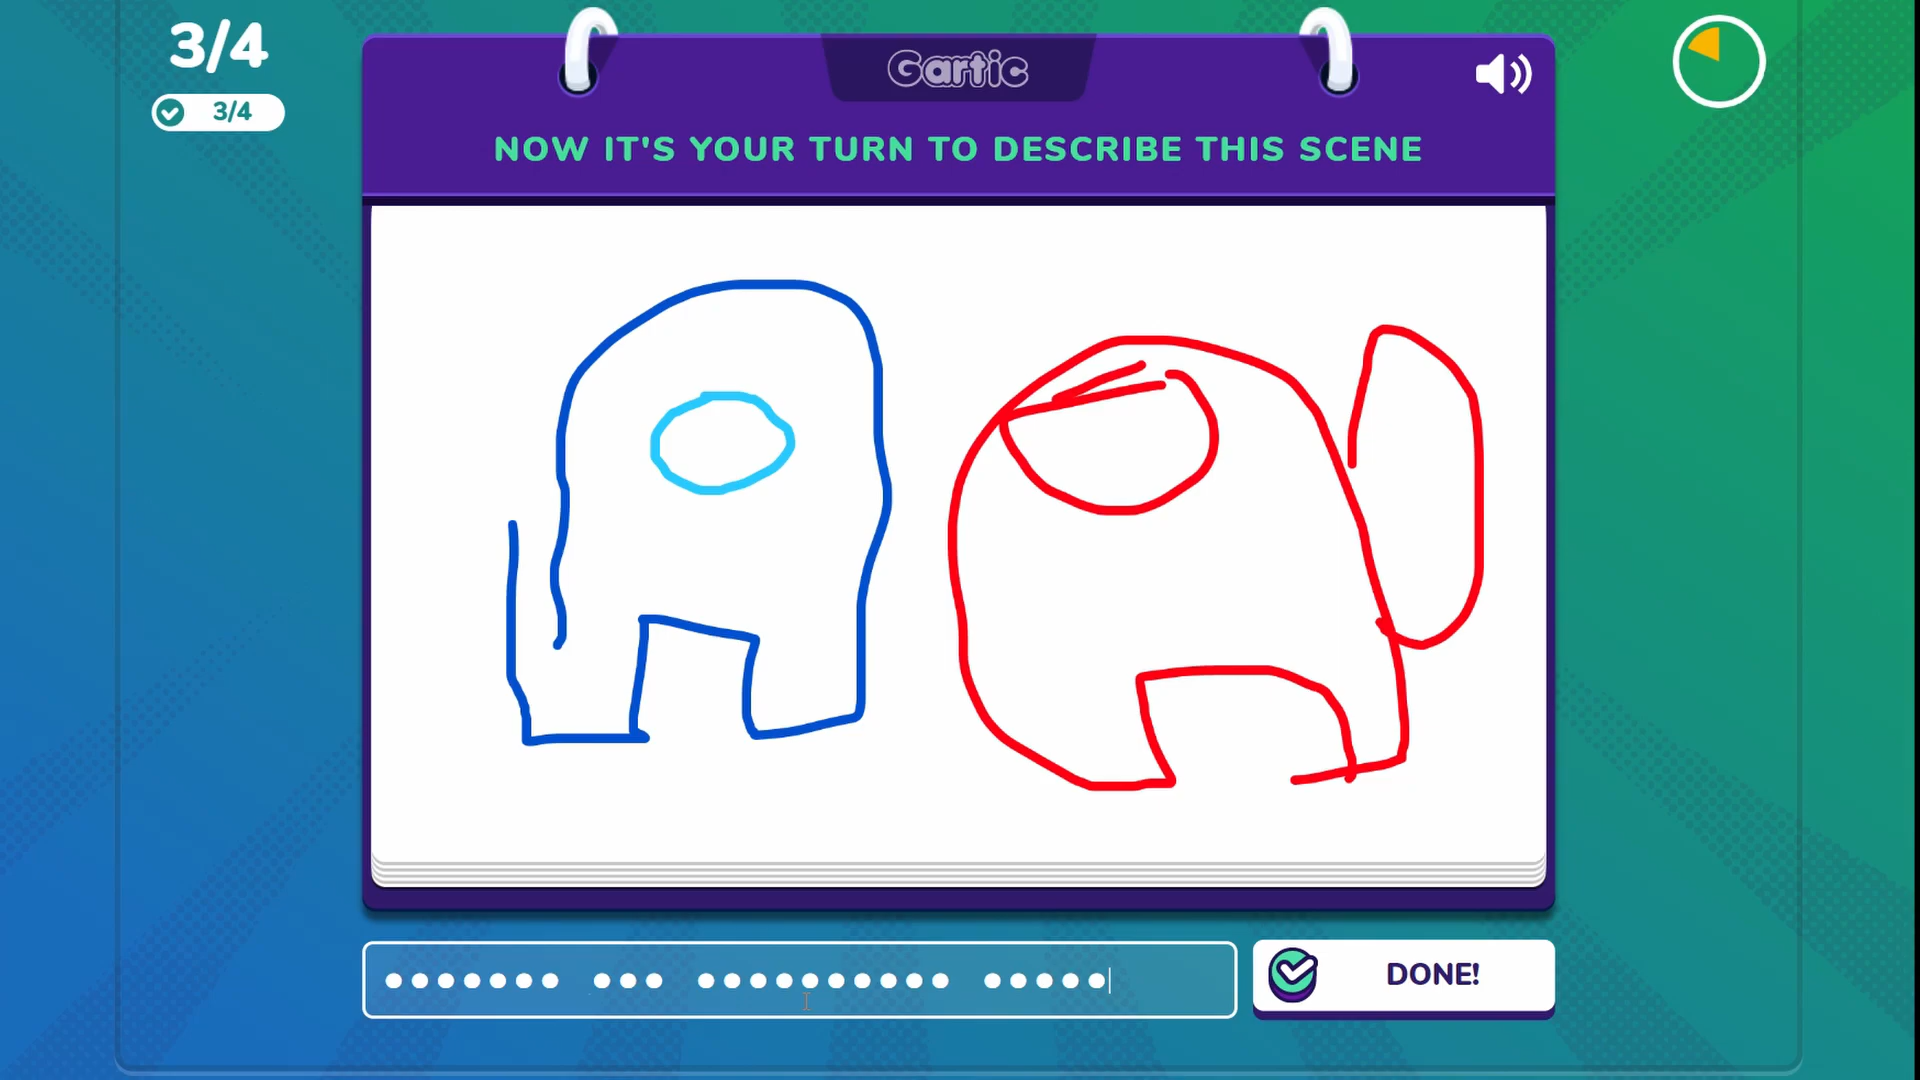 3/4
3/4
Gartic
NOW IT'S YOUR TURN TO DESCRIBE THIS SCENE
DONE!